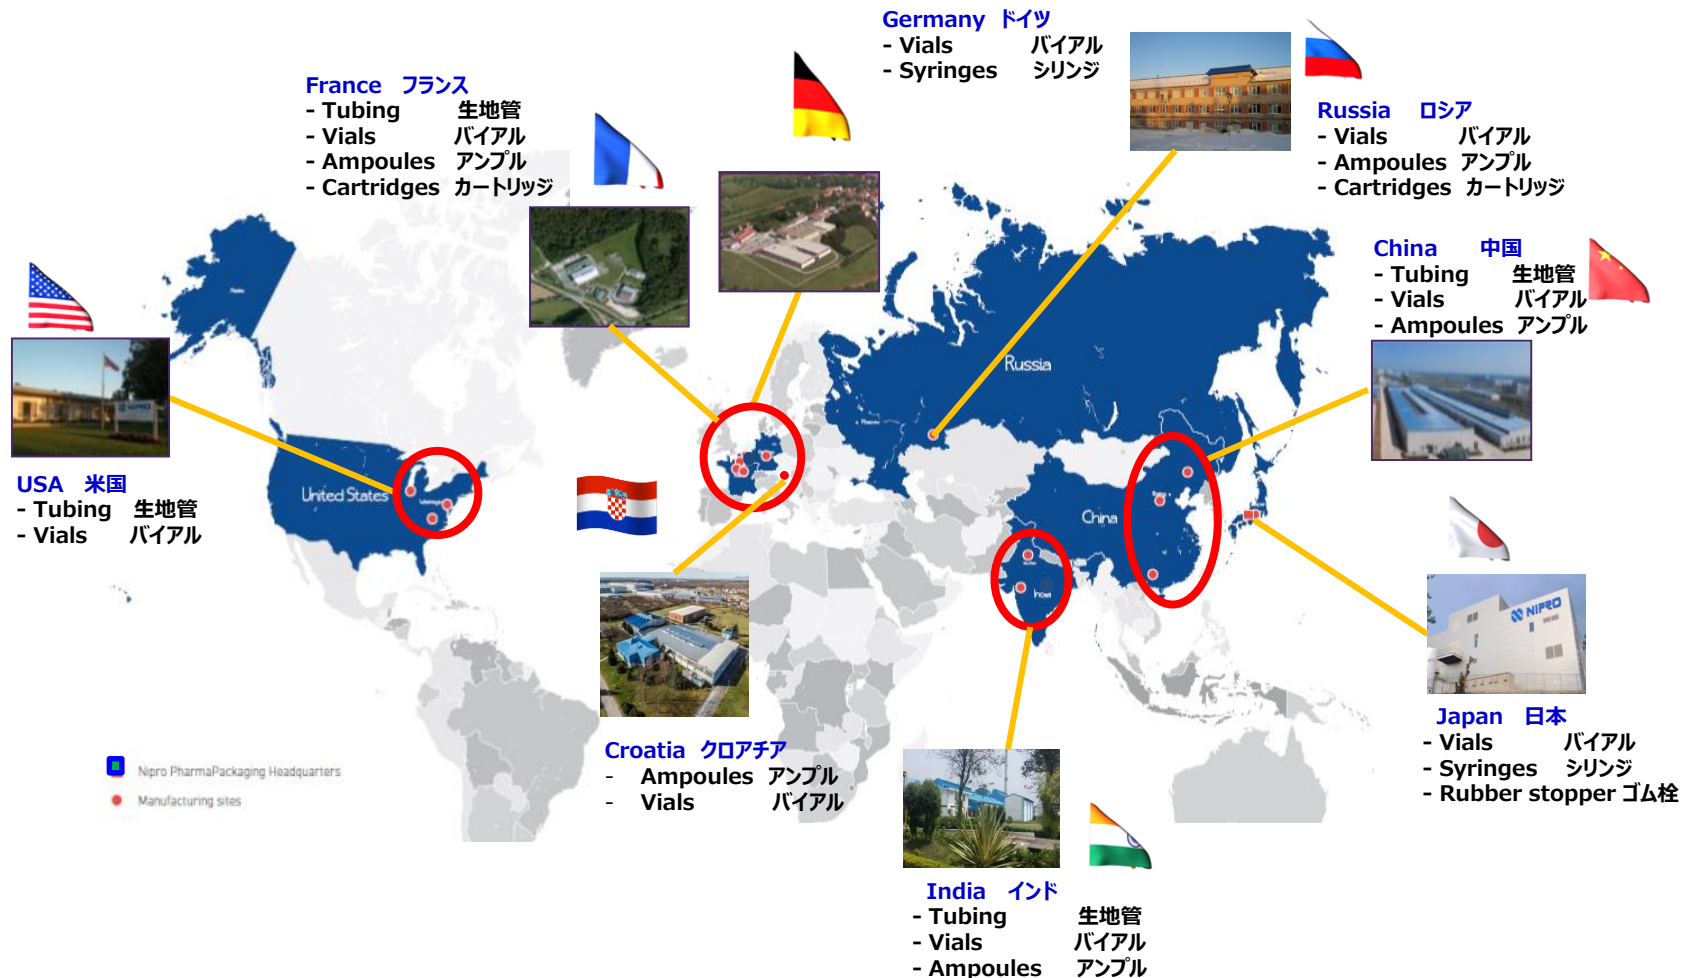 Germany ドイツ
- Vials バイアル
- Syringes シリンジ
France フランス
- Tubing 生地管
- Vials バイアル
- Ampoules アンプル
- Cartridges カートリッジ
Russia ロシア
- Vials バイアル
- Ampoules アンプル
- Cartridges カートリッジ
China 中国
- Tubing 生地管
- Vials バイアル
- Ampoules アンプル
Russia
United States
China
India
NIPRO
USA 米国
- Tubing 生地管
- Vials バイアル
NIPRO
Japan 日本
- Vials バイアル
- Syringes シリンジ
- Rubber stopper ゴム栓
Croatia クロアチア
- Ampoules アンプル
- Vials バイアル
Nipro PharmaPackaging Headquarters
Manufacturing sites
India インド
- Tubing 生地管
- Vials バイアル
- Ampoules アンプル